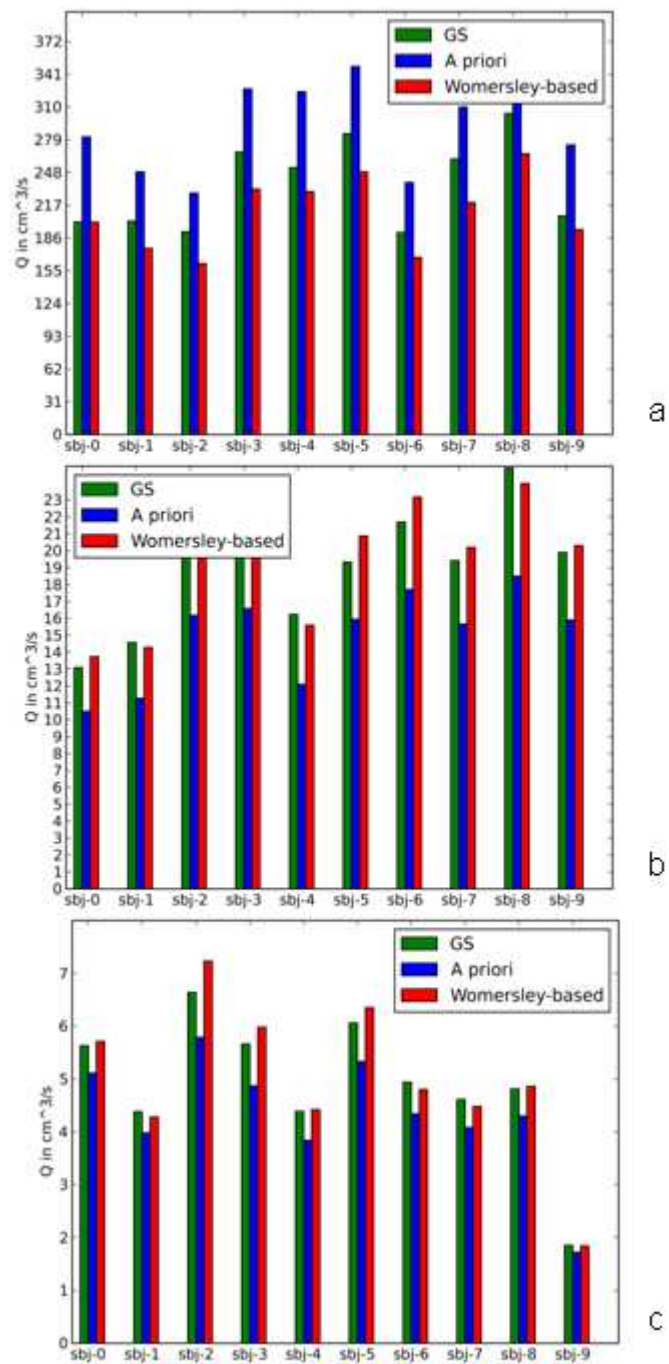 Q in cm^3/s
372
341
310
279
248
217
186
155
124
93
62
31
0
GS
A priori
Womersley-based
sbj-0 sbj-1 sbj-2 sbj-3 sbj-4 sbj-5 sbj-6 sbj-7 sbj-8 sbj-9
a
Q in cm^3/s
23
22
21
20
19
18
17
16
15
14
13
12
11
10
9
8
7
6
5
4
3
2
1
0
GS
A priori
Womersley-based
sbj-0 sbj-1 sbj-2 sbj-3 sbj-4 sbj-5 sbj-6 sbj-7 sbj-8 sbj-9
b
Q in cm^3/s
7
6
5
4
3
2
1
0
GS
A priori
Womersley-based
sbj-0 sbj-1 sbj-2 sbj-3 sbj-4 sbj-5 sbj-6 sbj-7 sbj-8 sbj-9
c